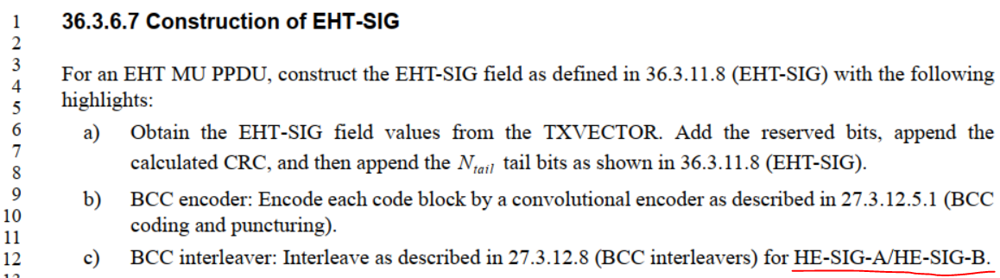 1 36.3.6.7 Construction of EHT-SIG
2
3
4 For an EHT MU PPDU, construct the EHT-SIG field as defined in 36.3.11.8 (EHT-SIG) with the following
5 highlights:
6 a) Obtain the EHT-SIG field values from the TXVECTOR. Add the reserved bits, append the
7
8 calculated CRC, and then append the Ntail tail bits as shown in 36.3.11.8 (EHT-SIG).
9 b) BCC encoder: Encode each code block by a convolutional encoder as described in 27.3.12.5.1 (BCC
10 coding and puncturing).
11
12 c) BCC interleaver: Interleave as described in 27.3.12.8 (BCC interleavers) for HE-SIG-A/HE-SIG-B.